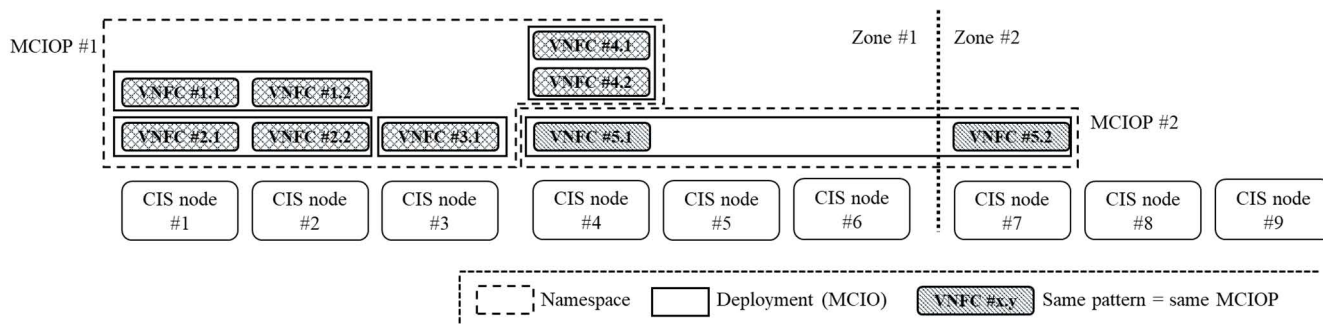 MCIOP #1
VNFC #4.1
Zone #1
Zone #2
VNFC #4.2
VNFC #1.1
VNFC #1.2
VNFC #2.1
VNFC #2.2
VNFC #3.1
VNFC #5.1
VNFC #5.2
MCIOP #2
CIS node
#1
CIS node
#2
CIS node
#3
CIS node
#4
CIS node
#5
CIS node
#6
CIS node
#7
CIS node
#8
CIS node
#9
Namespace
Deployment (MCIO)
VNFC #x.y
Same pattern = same MCIOP